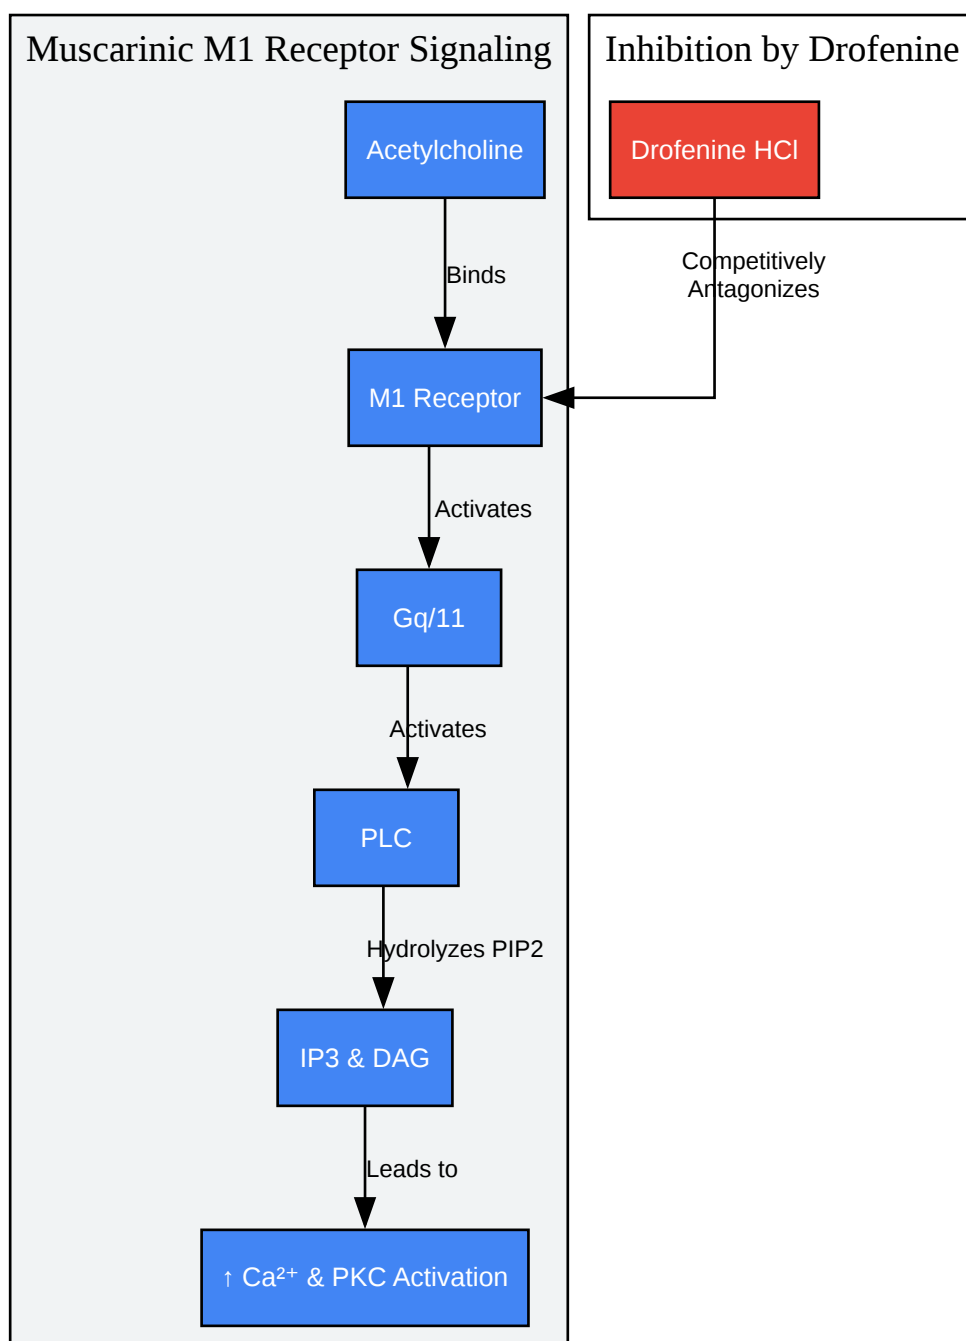 Muscarinic M1 Receptor Signaling
Inhibition by Drofenine
Acetylcholine
Drofenine HCl
Binds
Competitively
Antagonizes
M1 Receptor
Activates
Gq/11
Activates
PLC
Hydrolyzes PIP2
IP3 & DAG
Leads to
↑ Ca²⁺ & PKC Activation